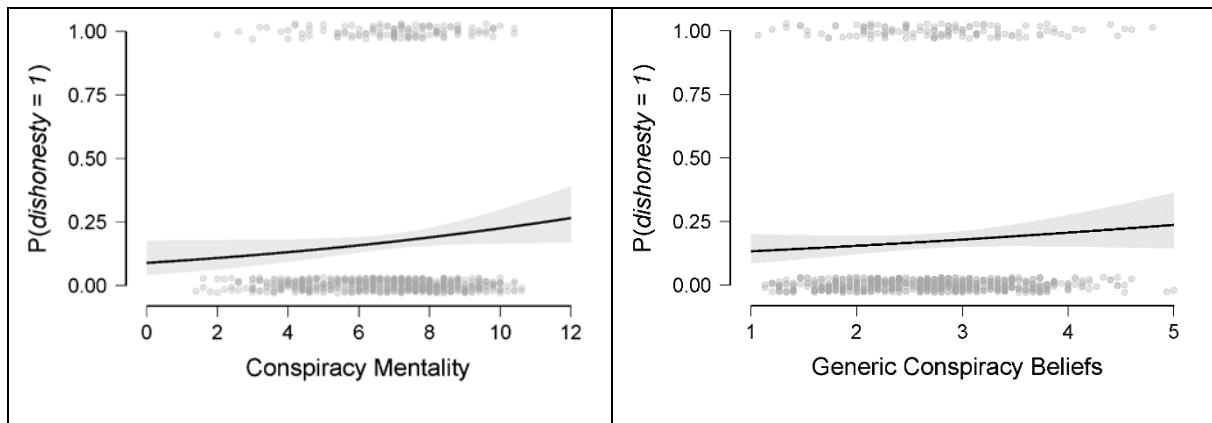 P(dishonesty = 1)
1.00
0.75
0.50
0.25
0.00
0 2 4 6 8 10 12
Conspiracy Mentality
P(dishonesty = 1)
1.00
0.75
0.50
0.25
0.00
1 2 3 4 5
Generic Conspiracy Beliefs